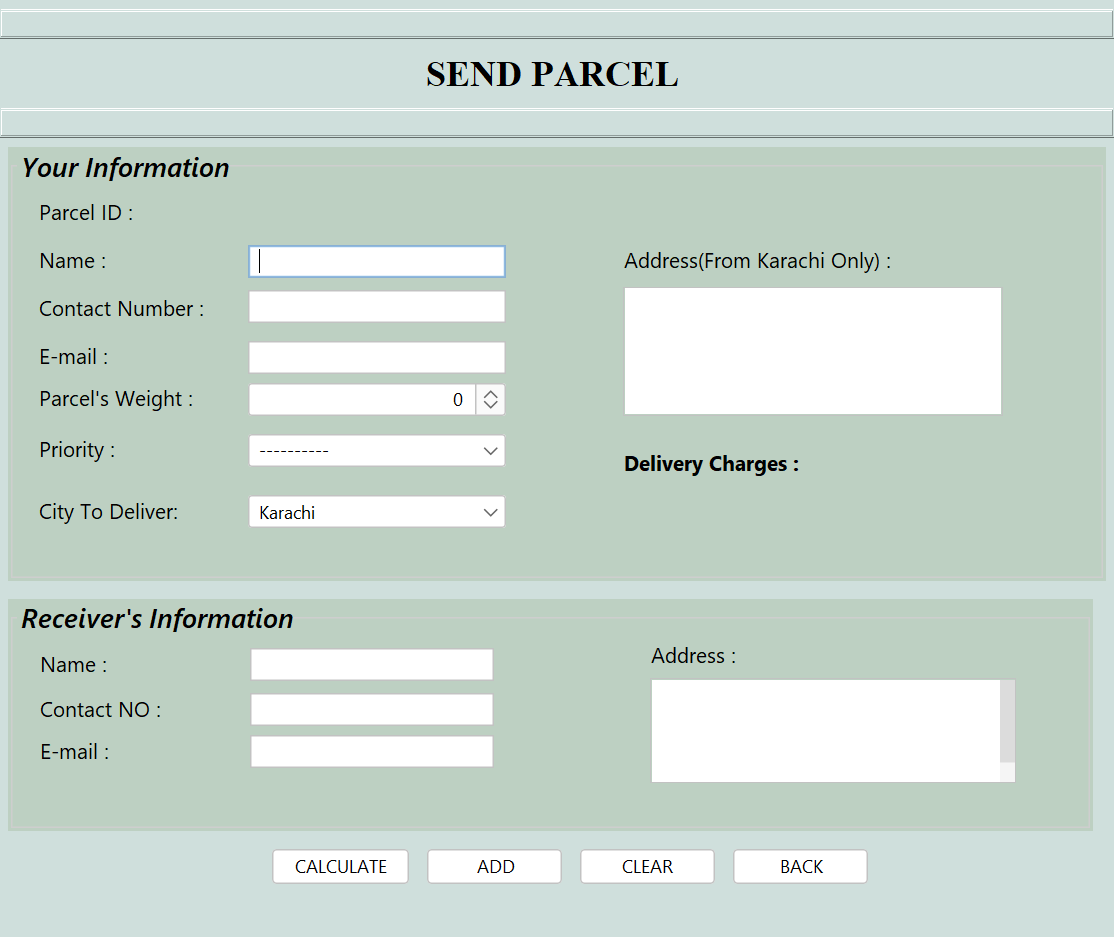 SEND PARCEL
Your Information
Parcel ID :
Name :
Address(From Karachi Only) :
Contact Number :
E-mail :
Parcel's Weight :
0
Priority :
----------
Delivery Charges :
City To Deliver:
Karachi
Receiver's Information
Name :
Address :
Contact NO :
E-mail :
CALCULATE
ADD
CLEAR
BACK